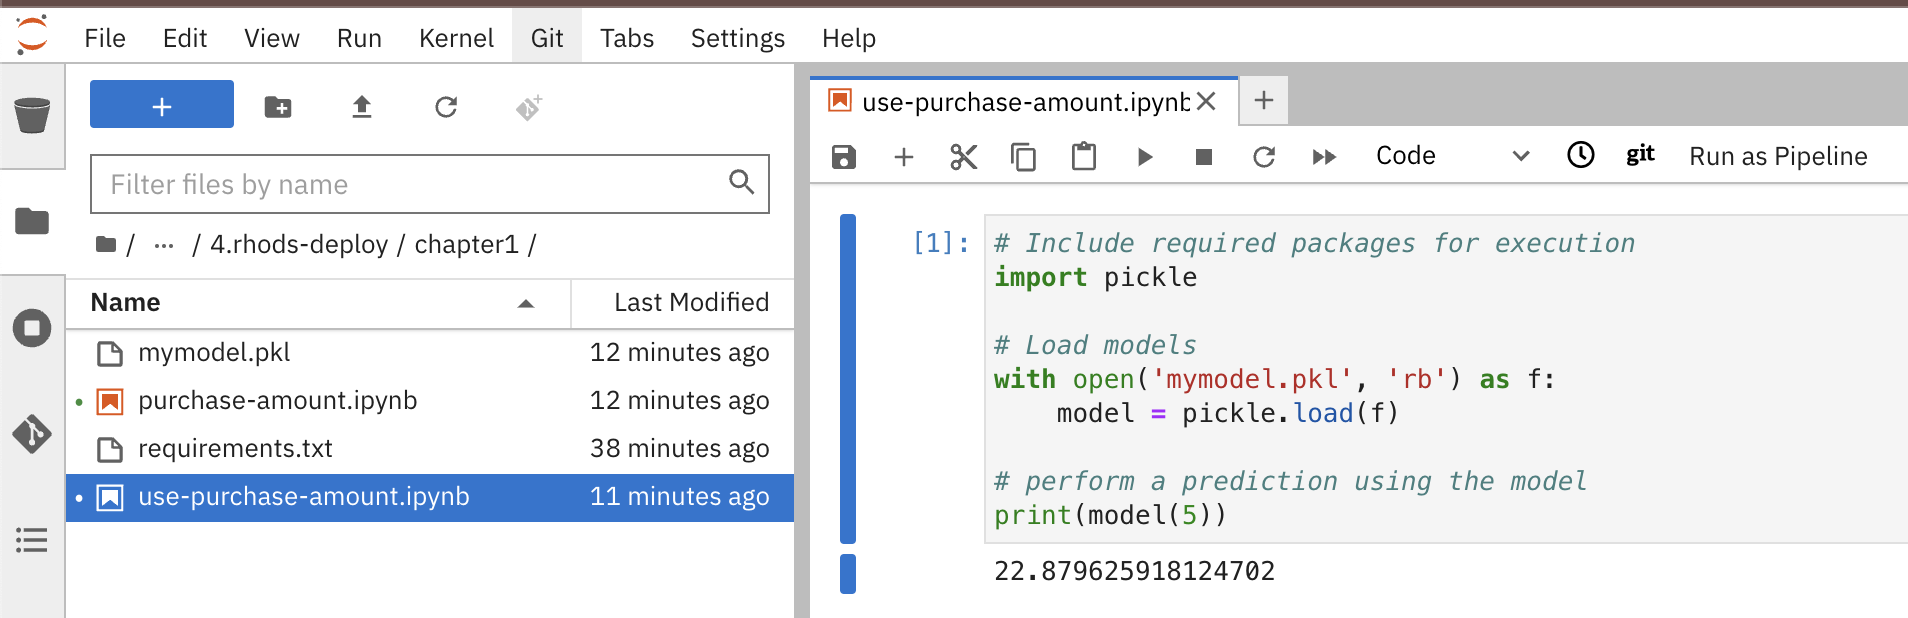 File Edit View Run Kernel Git Tabs Settings Help
+
Filter files by name
/ ... / 4.rhods-deploy / chapter1 /
Name Last Modified
mymodel.pkl 12 minutes ago
purchase-amount.ipynb 12 minutes ago
requirements.txt 38 minutes ago
use-purchase-amount.ipynb 11 minutes ago
use-purchase-amount.ipynb
Code git Run as Pipeline
[1]: # Include required packages for execution
import pickle
# Load models
with open('mymodel.pkl', 'rb') as f:
    model = pickle.load(f)
# perform a prediction using the model
print(model(5))
22.879625918124702